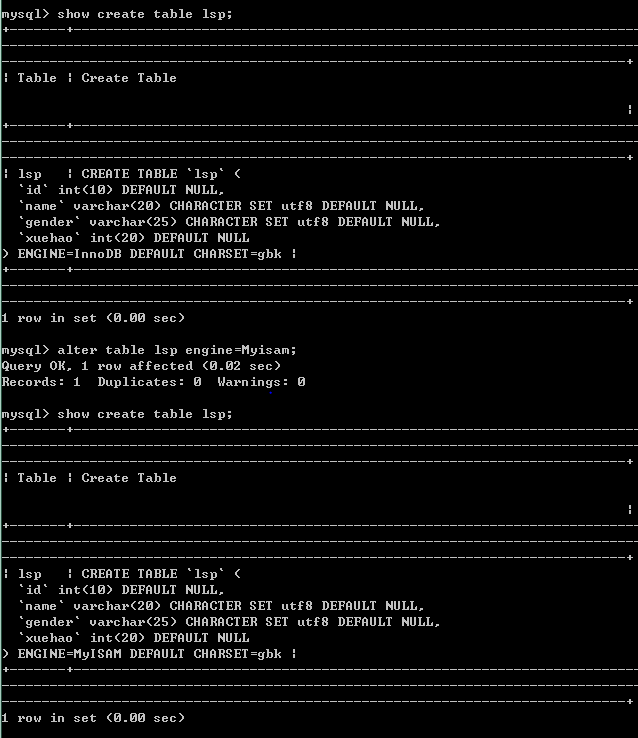 mysql> show create table lsp;
+-------+-----------------------------------------------------------------------
--------------------------------------------------------------------------------
------------------------------------------------------------------------------+
| Table | Create Table
|
+-------+-----------------------------------------------------------------------
--------------------------------------------------------------------------------
------------------------------------------------------------------------------+
| lsp   | CREATE TABLE `lsp` (
  `id` int(10) DEFAULT NULL,
  `name` varchar(20) CHARACTER SET utf8 DEFAULT NULL,
  `gender` varchar(25) CHARACTER SET utf8 DEFAULT NULL,
  `xuehao` int(20) DEFAULT NULL
) ENGINE=InnoDB DEFAULT CHARSET=gbk |
+-------+-----------------------------------------------------------------------
--------------------------------------------------------------------------------
------------------------------------------------------------------------------+
1 row in set (0.00 sec)
mysql> alter table lsp engine=Myisam;
Query OK, 1 row affected (0.02 sec)
Records: 1  Duplicates: 0  Warnings: 0
mysql> show create table lsp;
+-------+-----------------------------------------------------------------------
--------------------------------------------------------------------------------
------------------------------------------------------------------------------+
| Table | Create Table
|
+-------+-----------------------------------------------------------------------
--------------------------------------------------------------------------------
------------------------------------------------------------------------------+
| lsp   | CREATE TABLE `lsp` (
  `id` int(10) DEFAULT NULL,
  `name` varchar(20) CHARACTER SET utf8 DEFAULT NULL,
  `gender` varchar(25) CHARACTER SET utf8 DEFAULT NULL,
  `xuehao` int(20) DEFAULT NULL
) ENGINE=MyISAM DEFAULT CHARSET=gbk |
+-------+-----------------------------------------------------------------------
--------------------------------------------------------------------------------
------------------------------------------------------------------------------+
1 row in set (0.00 sec)